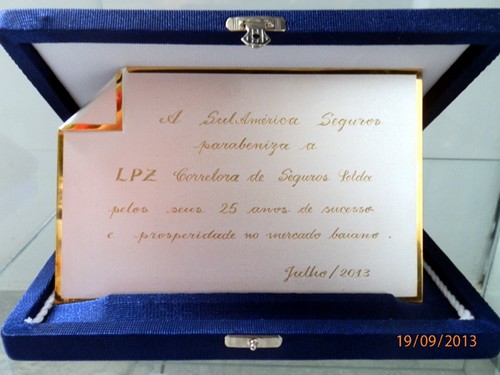 A SulAmérica Seguros
parabeniza a
LPZ Corretora de Seguros Ltda
pelos seus 25 anos de sucesso
e prosperidade no mercado baiano.
Julho/2013
19/09/2013